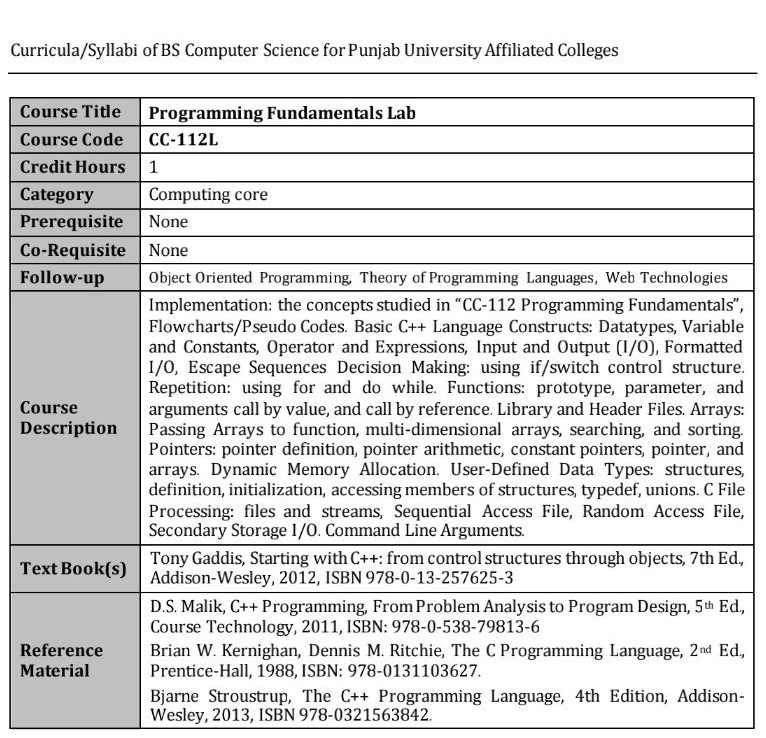 Curricula/Syllabi of BS Computer Science for Punjab University Affiliated Colleges
Course Title Programming Fundamentals Lab
Course Code CC-112L
Credit Hours 1
Category Computing core
Prerequisite None
Co-Requisite None
Follow-up Object Oriented Programming, Theory of Programming Languages, Web Technologies
Course Description
Implementation: the concepts studied in “CC-112 Programming Fundamentals”,
Flowcharts/Pseudo Codes. Basic C++ Language Constructs: Datatypes, Variable
and Constants, Operator and Expressions, Input and Output (I/O), Formatted
I/O, Escape Sequences Decision Making: using if/switch control structure.
Repetition: using for and do while. Functions: prototype, parameter, and
arguments call by value, and call by reference. Library and Header Files. Arrays:
Passing Arrays to function, multi-dimensional arrays, searching, and sorting.
Pointers: pointer definition, pointer arithmetic, constant pointers, pointer, and
arrays. Dynamic Memory Allocation. User-Defined Data Types: structures,
definition, initialization, accessing members of structures, typedef, unions. C File
Processing: files and streams, Sequential Access File, Random Access File,
Secondary Storage I/O. Command Line Arguments.
Text Book(s)
Tony Gaddis, Starting with C++: from control structures through objects, 7th Ed.,
Addison-Wesley, 2012, ISBN 978-0-13-257625-3
Reference Material
D.S. Malik, C++ Programming, From Problem Analysis to Program Design, 5th Ed.,
Course Technology, 2011, ISBN: 978-0-538-79813-6
Brian W. Kernighan, Dennis M. Ritchie, The C Programming Language, 2nd Ed.,
Prentice-Hall, 1988, ISBN: 978-0131103627.
Bjarne Stroustrup, The C++ Programming Language, 4th Edition, Addison-
Wesley, 2013, ISBN 978-0321563842.